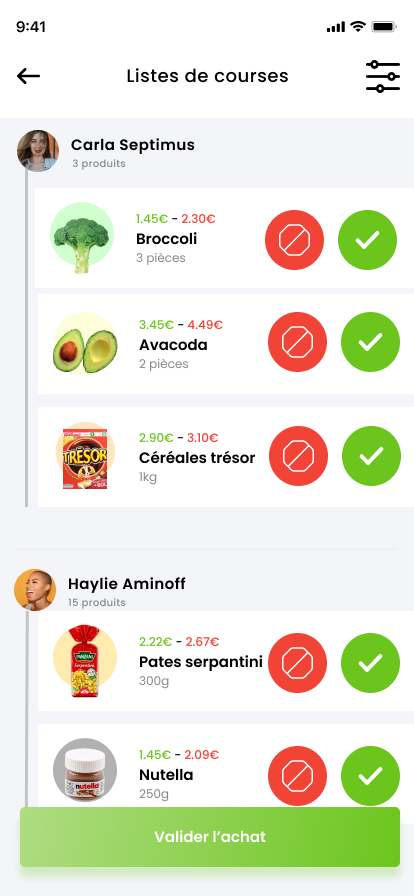 9:41
Listes de courses
Carla Septimus
3 produits
1.45€ - 2.30€
Broccoli
3 pièces
3.45€ - 4.49€
Avacoda
2 pièces
TRESOR
2.90€ - 3.10€
Céréales trésor
1kg
Haylie Aminoff
15 produits
PANZANI
Serpentini
2.22€ - 2.67€
Pates serpantini
300g
nutella
1.45€ - 2.09€
Nutella
250g
Valider l’achat